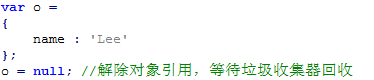 var o =
{
name : 'Lee'
};
o = null; //解除对象引用，等待垃圾收集器回收